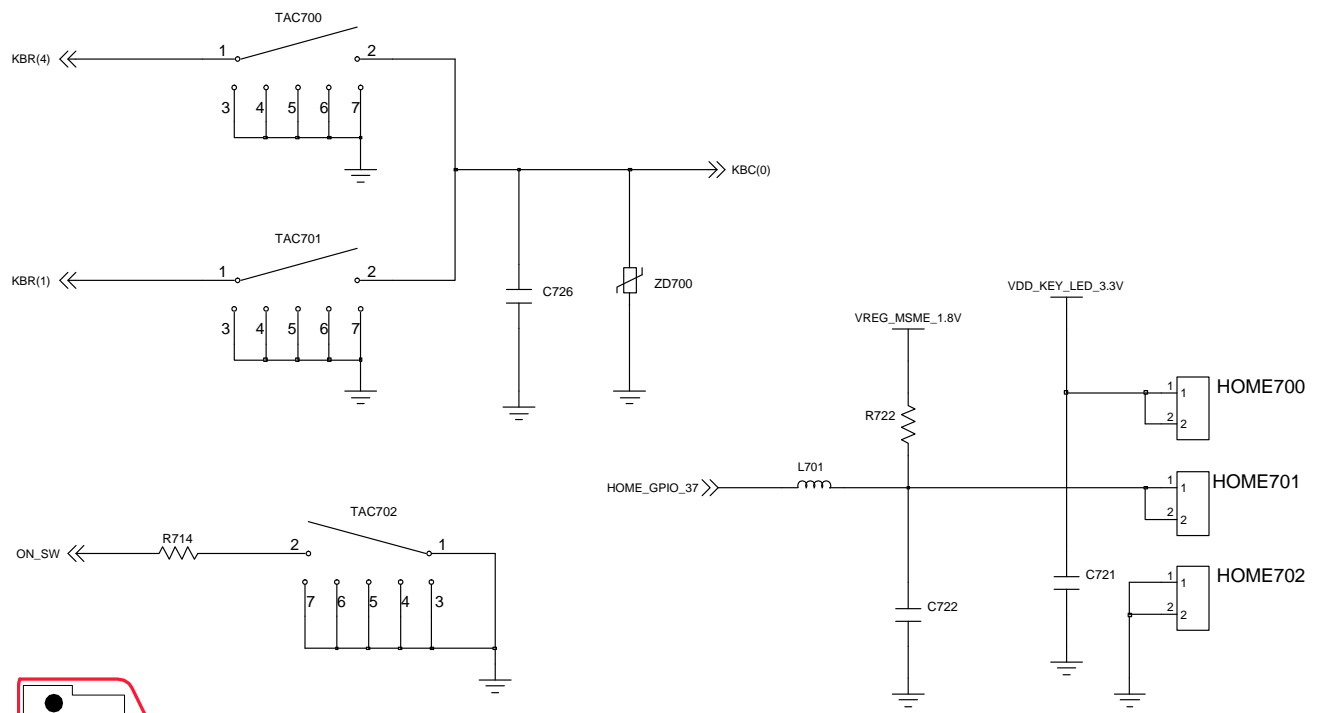 TAC700
KBR(4)
1
2
3 4 5 6 7
KBC(0)
TAC701
KBR(1)
1
2
3 4 5 6 7
C726
ZD700
VDD_KEY_LED_3.3V
VREG_MSME_1.8V
R722
1 1
2 2
HOME700
L701
HOME_GPIO_37
1 1
2 2
HOME701
TAC702
R714
ON_SW
2
1
7 6 5 4 3
C721
C722
1 1
2 2
HOME702